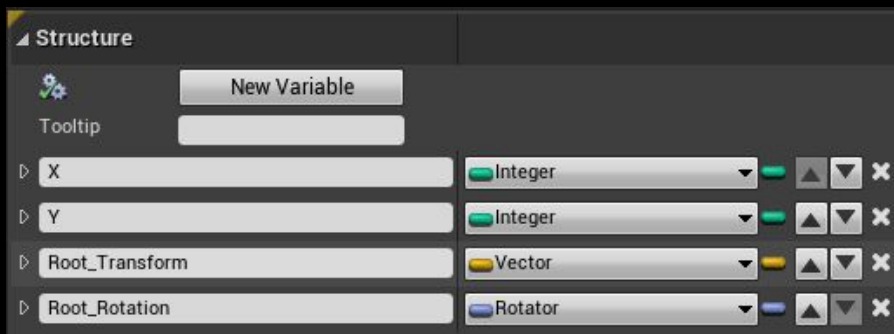 Structure
New Variable
Tooltip
X Integer
Y Integer
Root_Transform Vector
Root_Rotation Rotator